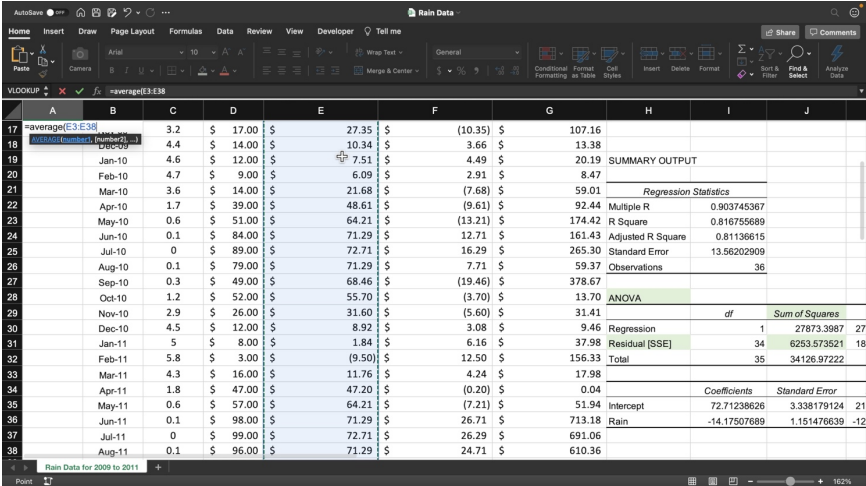 AutoSave OFF Rain Data
Home Insert Draw Page Layout Formulas Data Review View Developer Tell me Share Comments
Paste Camera Arial 10 Wrap Text General Conditional Formatting Format as Table Cell Styles Insert Delete Format Sort & Filter Find & Select Analyze Data
B I U Merge & Center $ % 9
VLOOKUP fx =average(E3:E38
A B C D E F G H I J
17 =average(E3:E38 3.2 $ 17.00 $ 27.35 $ (10.35) $ 107.16
AVERAGE(number1, [number2], ...)
18 Dec-09 4.4 $ 14.00 $ 10.34 $ 3.66 $ 13.38
19 Jan-10 4.6 $ 12.00 $ 7.51 $ 4.49 $ 20.19 SUMMARY OUTPUT
20 Feb-10 4.7 $ 9.00 $ 6.09 $ 2.91 $ 8.47
21 Mar-10 3.6 $ 14.00 $ 21.68 $ (7.68) $ 59.01 Regression Statistics
22 Apr-10 1.7 $ 39.00 $ 48.61 $ (9.61) $ 92.44 Multiple R 0.903745367
23 May-10 0.6 $ 51.00 $ 64.21 $ (13.21) $ 174.42 R Square 0.816755689
24 Jun-10 0.1 $ 84.00 $ 71.29 $ 12.71 $ 161.43 Adjusted R Square 0.81136615
25 Jul-10 0 $ 89.00 $ 72.71 $ 16.29 $ 265.30 Standard Error 13.56202909
26 Aug-10 0.1 $ 79.00 $ 71.29 $ 7.71 $ 59.37 Observations 36
27 Sep-10 0.3 $ 49.00 $ 68.46 $ (19.46) $ 378.67
28 Oct-10 1.2 $ 52.00 $ 55.70 $ (3.70) $ 13.70 ANOVA
29 Nov-10 2.9 $ 26.00 $ 31.60 $ (5.60) $ 31.41 df Sum of Squares
30 Dec-10 4.5 $ 12.00 $ 8.92 $ 3.08 $ 9.46 Regression 1 27873.3987 27
31 Jan-11 5 $ 8.00 $ 1.84 $ 6.16 $ 37.98 Residual [SSE] 34 6253.573521 18
32 Feb-11 5.8 $ 3.00 $ (9.50) $ 12.50 $ 156.33 Total 35 34126.97222
33 Mar-11 4.3 $ 16.00 $ 11.76 $ 4.24 $ 17.98
34 Apr-11 1.8 $ 47.00 $ 47.20 $ (0.20) $ 0.04 Coefficients Standard Error
35 May-11 0.6 $ 57.00 $ 64.21 $ (7.21) $ 51.94 Intercept 72.71238626 3.338179124 21
36 Jun-11 0.1 $ 98.00 $ 71.29 $ 26.71 $ 713.18 Rain -14.17507689 1.151476639 -12
37 Jul-11 0 $ 99.00 $ 72.71 $ 26.29 $ 691.06
38 Aug-11 0.1 $ 96.00 $ 71.29 $ 24.71 $ 610.36
Rain Data for 2009 to 2011 +
Point 162%